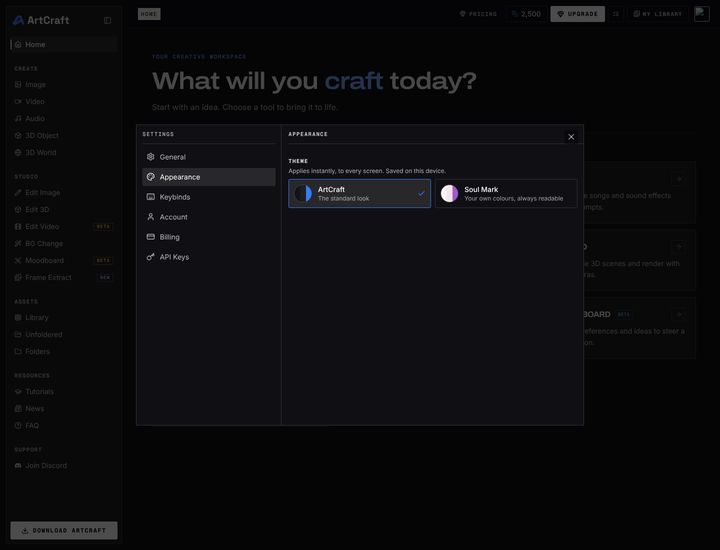 ArtCraft
Home
CREATE
Image
Video
Audio
3D Object
3D World
STUDIO
Edit Image
Edit 3D
Edit Video
BETA
BG Change
Moodboard
BETA
Frame Extract
NEW
ASSETS
Library
Unfoldered
Folders
RESOURCES
Tutorials
News
FAQ
SUPPORT
Join Discord
DOWNLOAD ARTCRAFT
HOME
PRICING
2,500
UPGRADE
MY LIBRARY
YOUR CREATIVE WORKSPACE
What will you craft today?
Start with an idea. Choose a tool to bring it to life.
SETTINGS
General
Appearance
Keybinds
Account
Billing
API Keys
APPEARANCE
THEME
Applies instantly, to every screen. Saved on this device.
ArtCraft
The standard look
Soul Mark
Your own colours, always readable
songs and sound effects
3D scenes and render with
BOARD
BETA
references and ideas to steer a